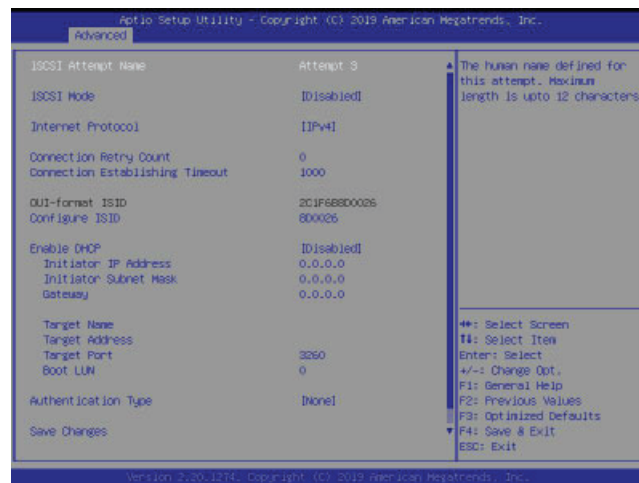 Aptio Setup Utility - Copyright (C) 2019 American Megatrends, Inc.
Advanced
iSCSI Attempt Name Attempt 3
iSCSI Mode [Disabled]
Internet Protocol [IPv4]
Connection Retry Count 0
Connection Establishing Timeout 1000
OUI-format ISID 2C1F6B8D0026
Configure ISID 8D0026
Enable DHCP [Disabled]
Initiator IP Address 0.0.0.0
Initiator Subnet Mask 0.0.0.0
Gateway 0.0.0.0
Target Name
Target Address
Target Port 3260
Boot LUN 0
Authentication Type [None]
Save Changes
The human name defined for
this attempt. Maximum
length is upto 12 characters
↔: Select Screen
↑↓: Select Item
Enter: Select
+/-: Change Opt.
F1: General Help
F2: Previous Values
F3: Optimized Defaults
F4: Save & Exit
ESC: Exit
Version 2.20.1274. Copyright (C) 2019 American Megatrends, Inc.